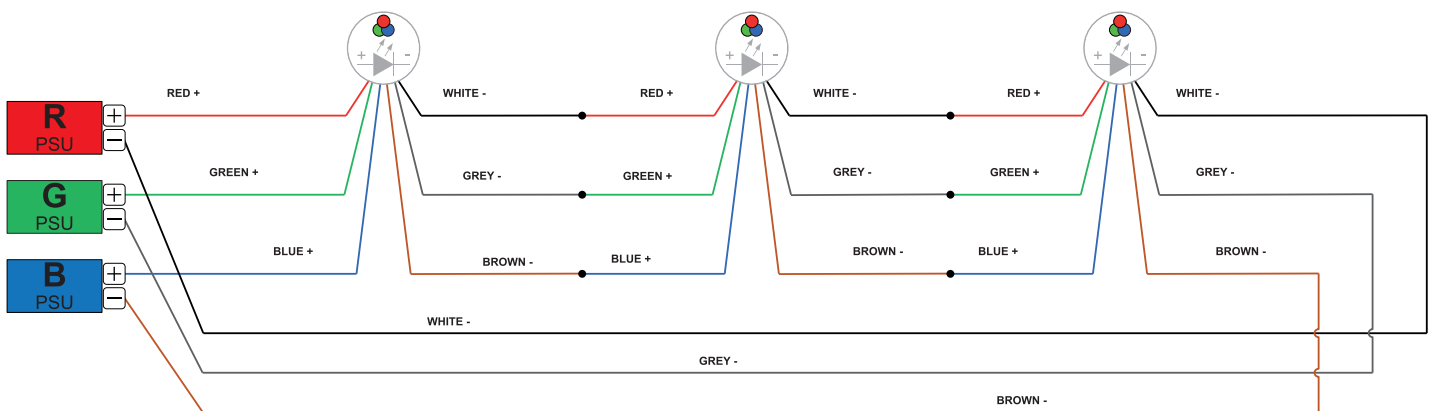 RED +
WHITE -
RED +
WHITE -
RED +
WHITE -
R
PSU
GREEN +
GREY -
GREEN +
GREY -
GREEN +
GREY -
G
PSU
BLUE +
BROWN -
BLUE +
BROWN -
BLUE +
BROWN -
B
PSU
WHITE -
GREY -
BROWN -